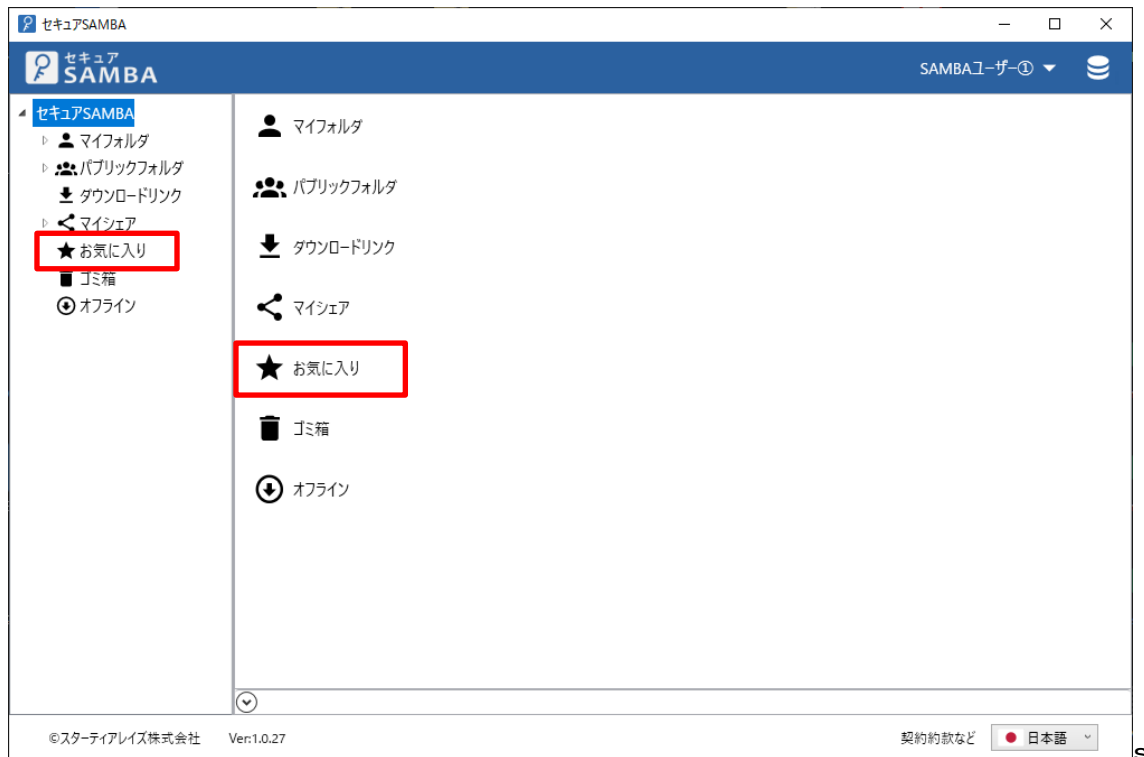 セキュアSAMBA
セキュア
SAMBA
SAMBAユーザー①
セキュアSAMBA
マイフォルダ
パブリックフォルダ
ダウンロードリンク
マイシェア
お気に入り
ゴミ箱
オフライン
マイフォルダ
パブリックフォルダ
ダウンロードリンク
マイシェア
お気に入り
ゴミ箱
オフライン
©スターティアレイズ株式会社 Ver:1.0.27
契約約款など 日本語
s